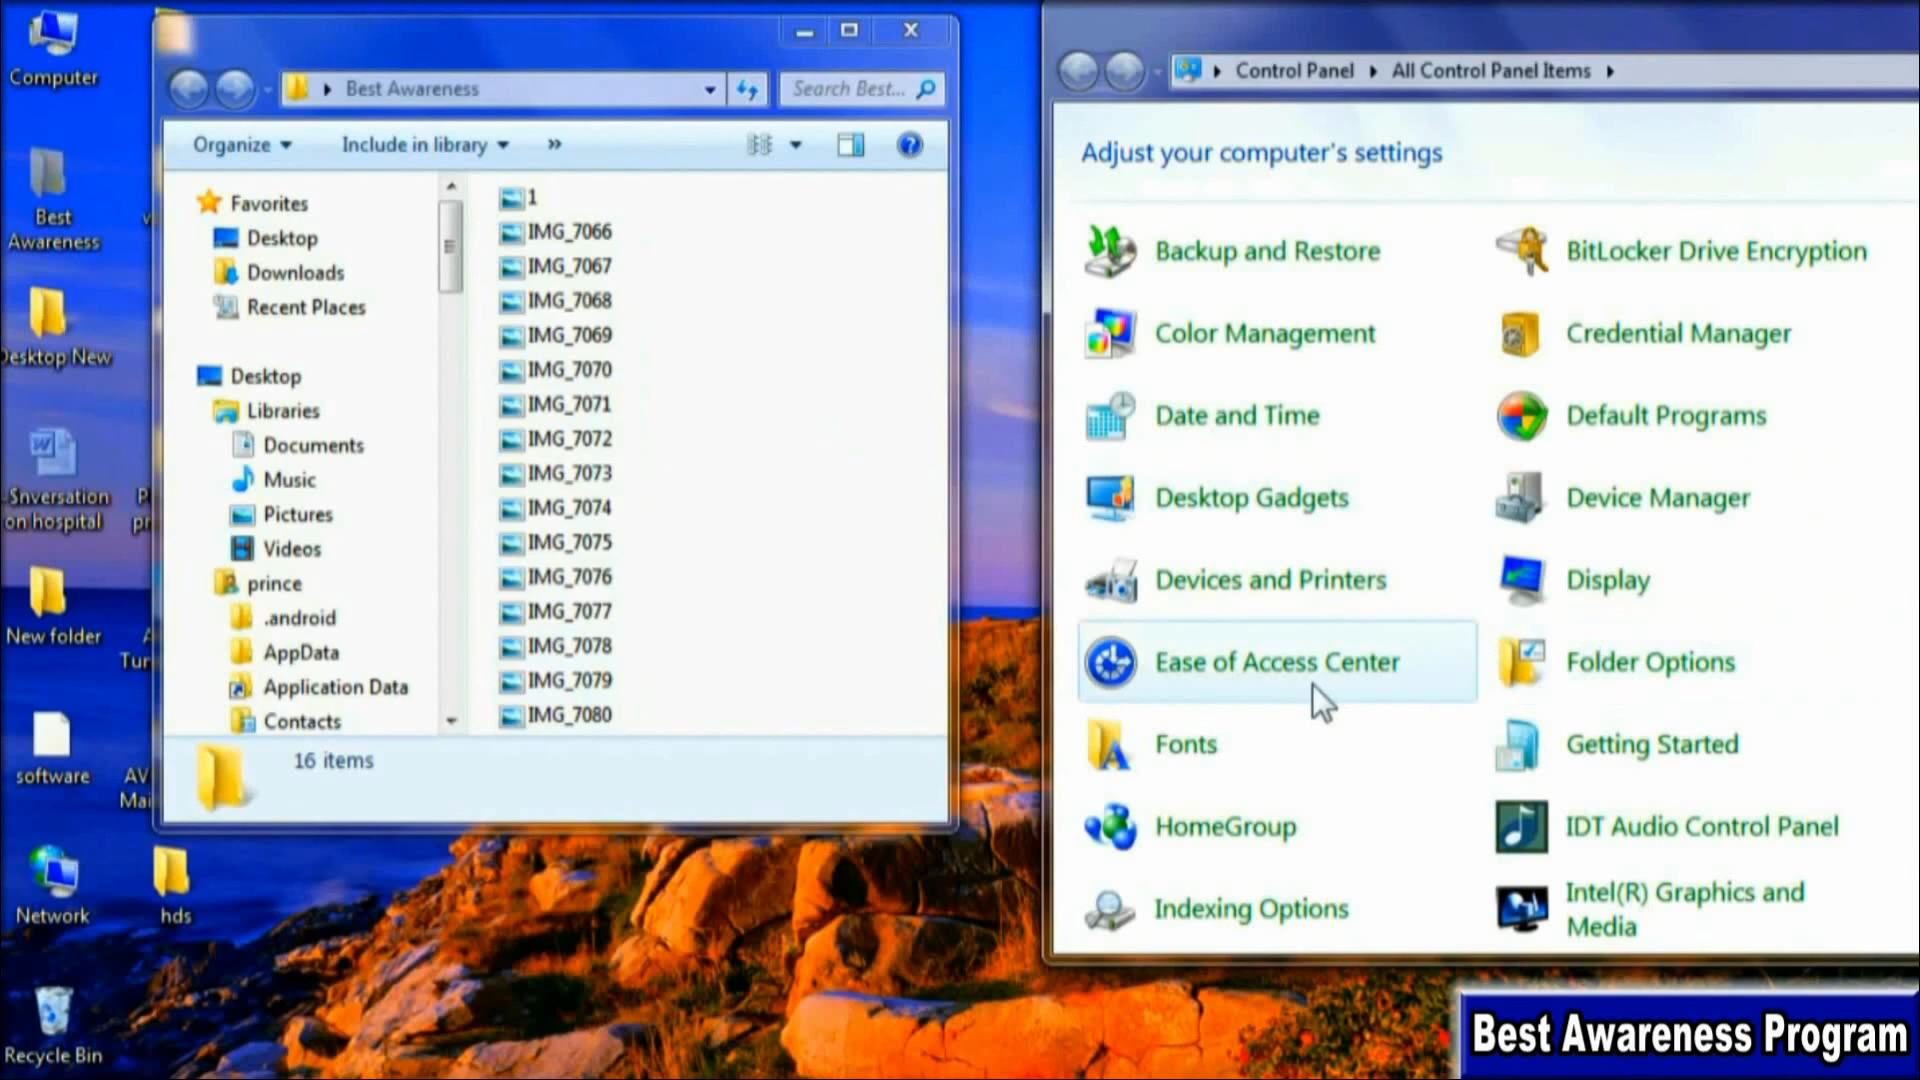 Computer
Best
Awareness
Desktop New
on hospital
New folder
software
Network
hds
Recycle Bin
Best Awareness
Search Best...
Organize
Include in library
»
Favorites
Desktop
Downloads
Recent Places
Desktop
Libraries
Documents
Music
Pictures
Videos
prince
.android
AppData
Application Data
Contacts
1
IMG_7066
IMG_7067
IMG_7068
IMG_7069
IMG_7070
IMG_7071
IMG_7072
IMG_7073
IMG_7074
IMG_7075
IMG_7076
IMG_7077
IMG_7078
IMG_7079
IMG_7080
16 items
Control Panel
All Control Panel Items
Adjust your computer's settings
Backup and Restore
BitLocker Drive Encryption
Color Management
Credential Manager
Date and Time
Default Programs
Desktop Gadgets
Device Manager
Devices and Printers
Display
Ease of Access Center
Folder Options
Fonts
Getting Started
HomeGroup
IDT Audio Control Panel
Indexing Options
Intel(R) Graphics and
Media
Best Awareness Program